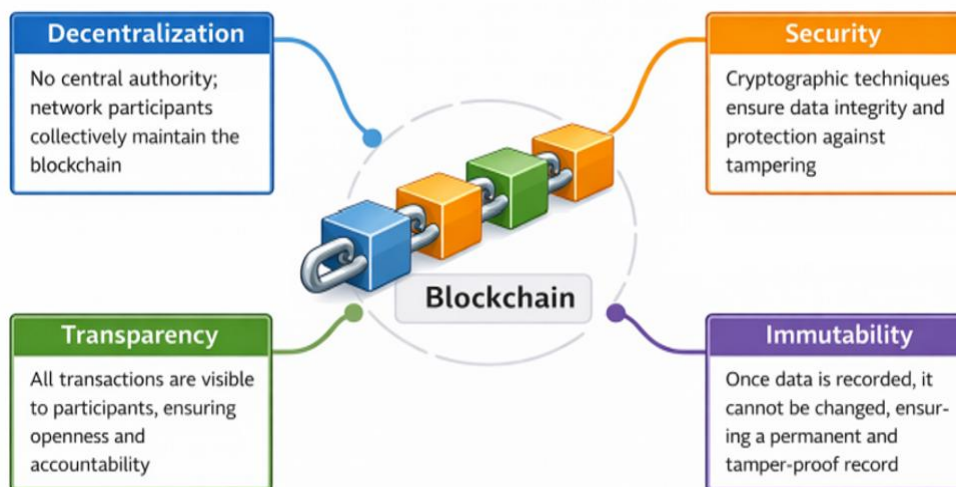 Decentralization
No central authority;
network participants
collectively maintain the
blockchain
Security
Cryptographic techniques
ensure data integrity and
protection against
tampering
Blockchain
Transparency
All transactions are visible
to participants, ensuring
openness and
accountability
Immutability
Once data is recorded, it
cannot be changed, ensur-
ing a permanent and
tamper-proof record